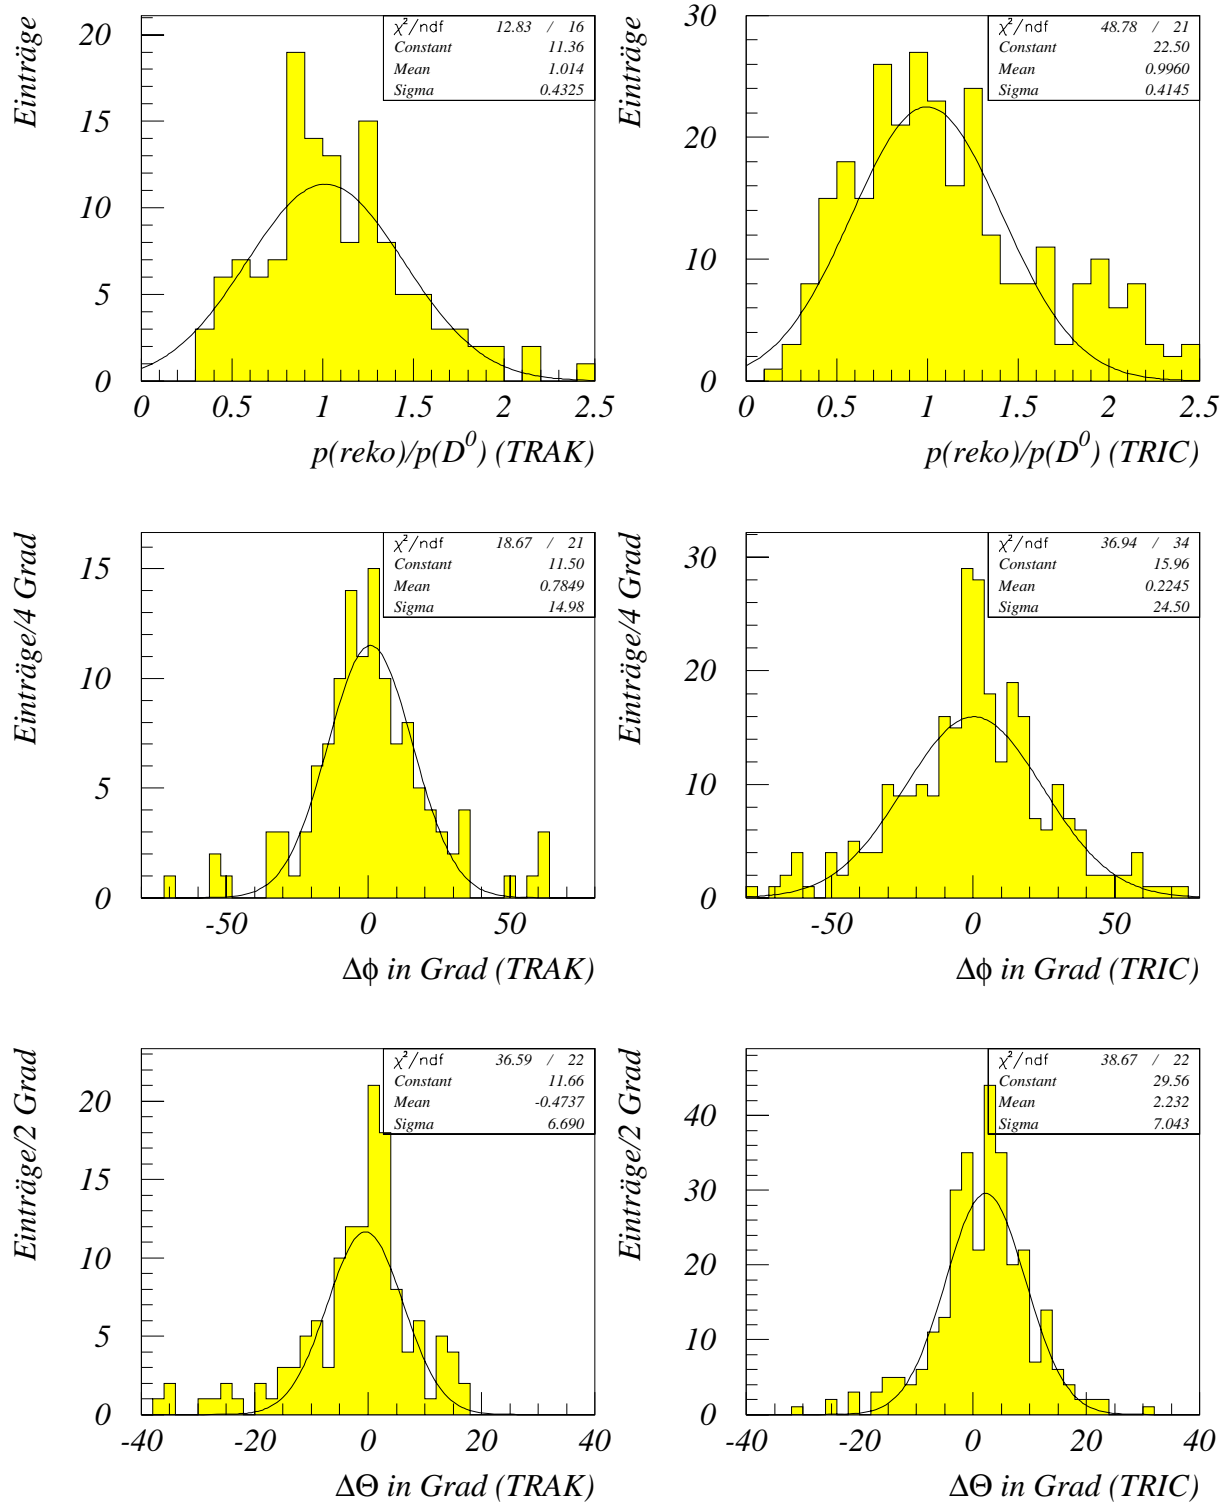 Einträge
χ²/ndf 12.83 / 16
Constant 11.36
Mean 1.014
Sigma 0.4325
20
15
10
5
0
0 0.5 1 1.5 2 2.5
p(reko)/p(D⁰) (TRAK)
Einträge
χ²/ndf 48.78 / 21
Constant 22.50
Mean 0.9960
Sigma 0.4145
30
20
10
0
0 0.5 1 1.5 2 2.5
p(reko)/p(D⁰) (TRIC)
Einträge/4 Grad
χ²/ndf 18.67 / 21
Constant 11.50
Mean 0.7849
Sigma 14.98
15
10
5
0
-50 0 50
Δϕ in Grad (TRAK)
Einträge/4 Grad
χ²/ndf 36.94 / 34
Constant 15.96
Mean 0.2245
Sigma 24.50
30
20
10
0
-50 0 50
Δϕ in Grad (TRIC)
Einträge/2 Grad
χ²/ndf 36.59 / 22
Constant 11.66
Mean -0.4737
Sigma 6.690
20
15
10
5
0
-40 -20 0 20 40
ΔΘ in Grad (TRAK)
Einträge/2 Grad
χ²/ndf 38.67 / 22
Constant 29.56
Mean 2.232
Sigma 7.043
40
30
20
10
0
-40 -20 0 20 40
ΔΘ in Grad (TRIC)